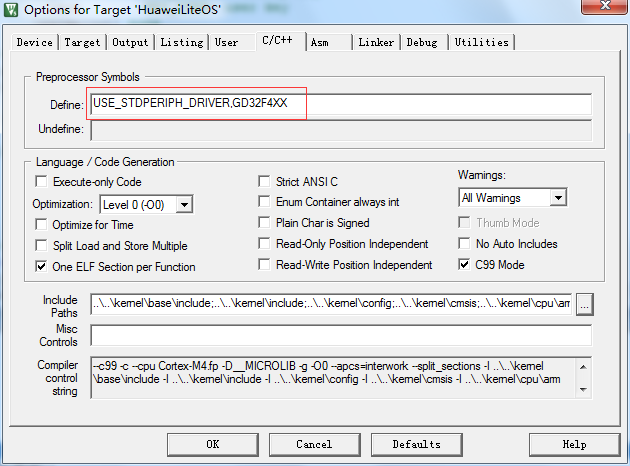 Options for Target 'HuaweiLiteOS'
Device Target Output Listing User C/C++ Asm Linker Debug Utilities
Preprocessor Symbols
Define: USE_STDPERIPH_DRIVER,GD32F4XX
Undefine:
Language / Code Generation
Execute-only Code Strict ANSI C Warnings:
Optimization: Level 0 (-O0) Enum Container always int All Warnings
Optimize for Time Plain Char is Signed Thumb Mode
Split Load and Store Multiple Read-Only Position Independent No Auto Includes
One ELF Section per Function Read-Write Position Independent C99 Mode
Include Paths ..\..\kernel\base\include;..\..\kernel\include;..\..\kernel\config;..\..\kernel\cmsis;..\..\kernel\cpu\arm ...
Misc Controls
Compiler control string --c99 -c --cpu Cortex-M4.fp -D__MICROLIB -g -O0 --apcs=interwork --split_sections -I ..\..\kernel
\base\include -I ..\..\kernel\include -I ..\..\kernel\config -I ..\..\kernel\cmsis -I ..\..\kernel\cpu\arm
OK Cancel Defaults Help